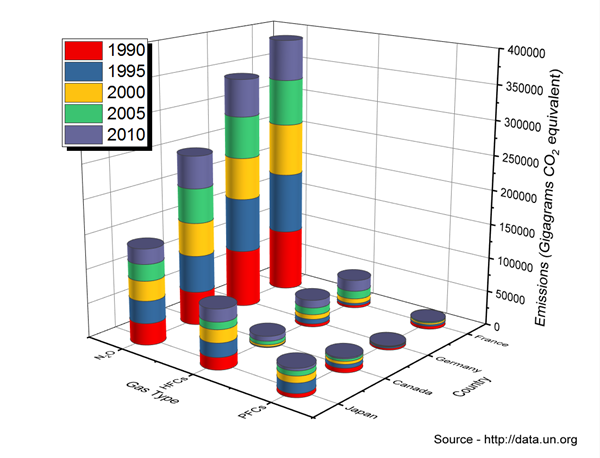 1990
1995
2000
2005
2010
400000
350000
300000
250000
200000
150000
100000
50000
0
Emissions (Gigagrams CO₂ equivalent)
N₂O
HFCs
PFCs
Gas Type
France
Germany
Canada
Japan
Country
Source - http://data.un.org